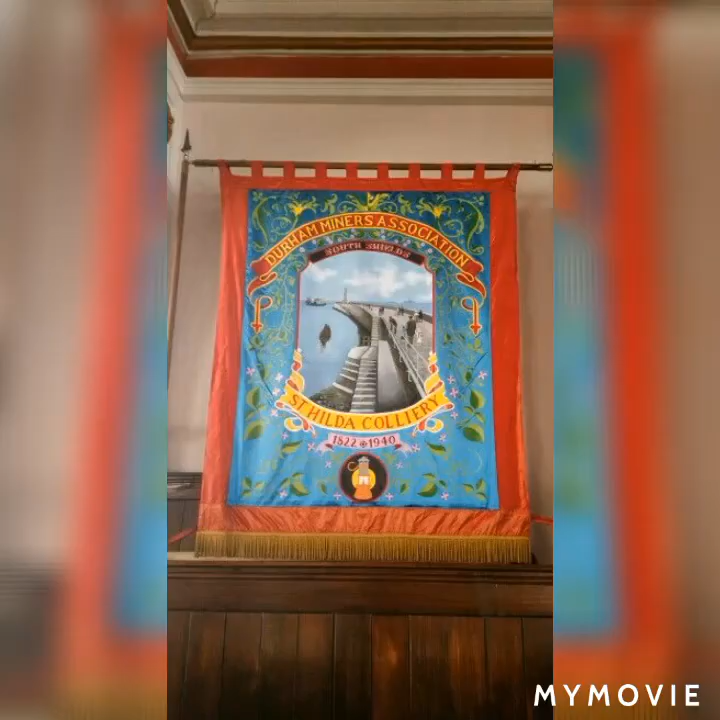 DURHAM MINERS ASSOCIATION
SOUTH SHIELDS
ST HILDA COLLIERY
1822 1940
MYMOVIE